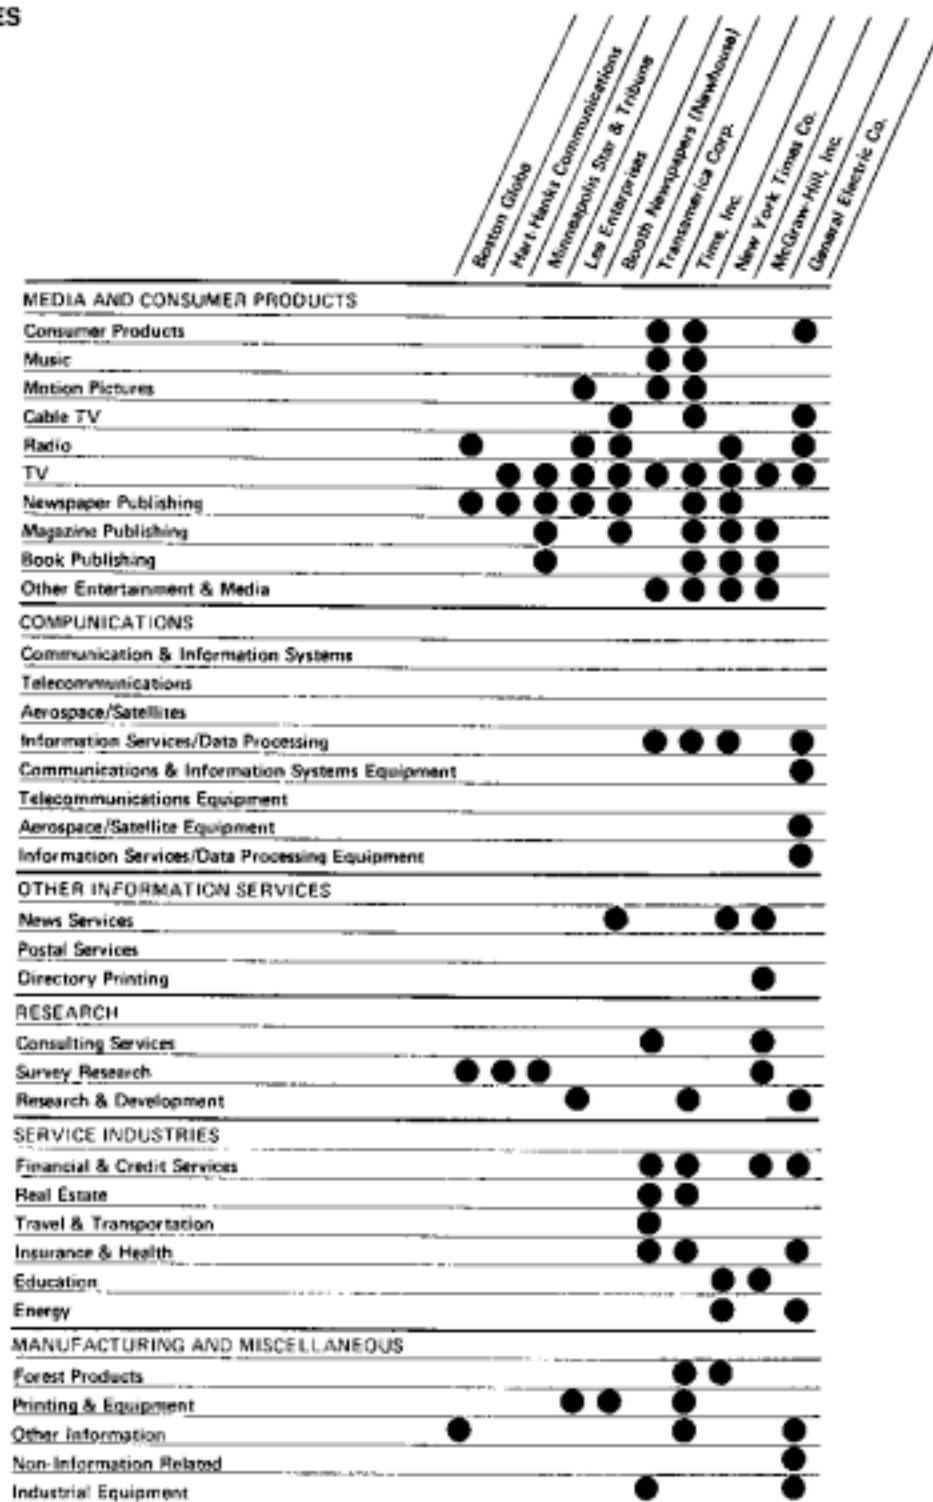 ES
Boston Globe
Hart-Hanks Communications
Minneapolis Star & Tribune
Lee Enterprises
Booth Newspapers (Newhouse)
Transamerica Corp.
Time, Inc.
New York Times Co.
McGraw-Hill, Inc.
General Electric Co.
MEDIA AND CONSUMER PRODUCTS
Consumer Products
Music
Motion Pictures
Cable TV
Radio
TV
Newspaper Publishing
Magazine Publishing
Book Publishing
Other Entertainment & Media
COMPUNICATIONS
Communication & Information Systems
Telecommunications
Aerospace/Satellites
Information Services/Data Processing
Communications & Information Systems Equipment
Telecommunications Equipment
Aerospace/Satellite Equipment
Information Services/Data Processing Equipment
OTHER INFORMATION SERVICES
News Services
Postal Services
Directory Printing
RESEARCH
Consulting Services
Survey Research
Research & Development
SERVICE INDUSTRIES
Financial & Credit Services
Real Estate
Travel & Transportation
Insurance & Health
Education
Energy
MANUFACTURING AND MISCELLANEOUS
Forest Products
Printing & Equipment
Other Information
Non-Information Related
Industrial Equipment